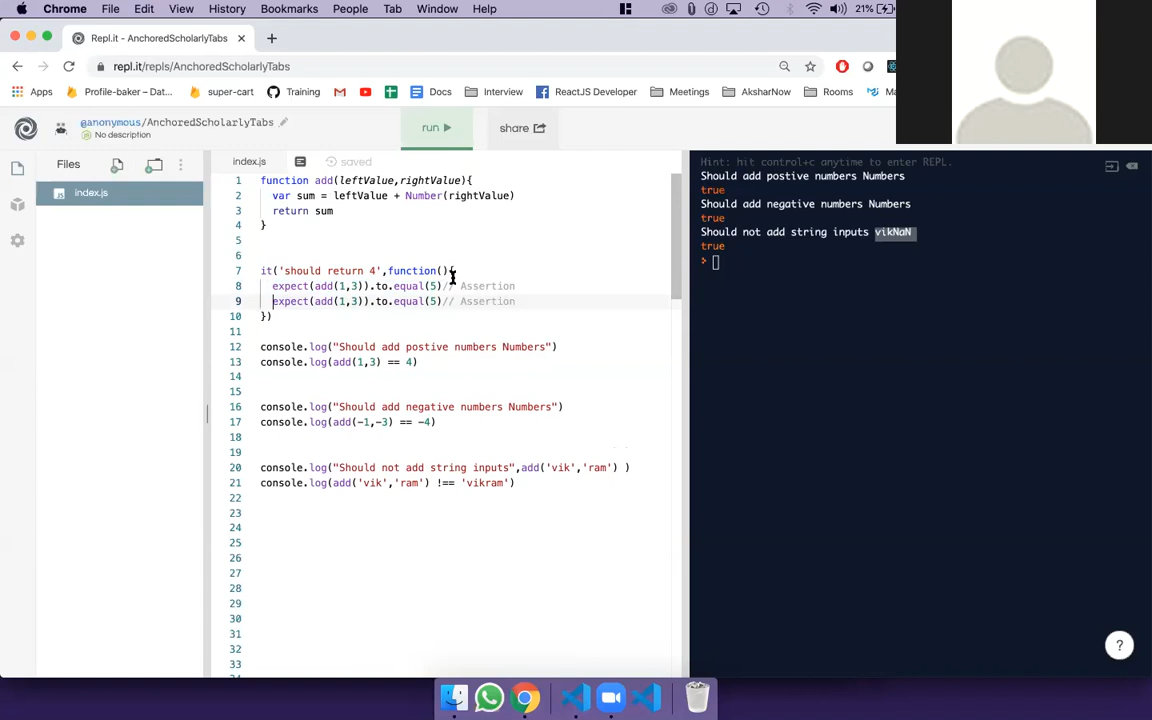 Chrome File Edit View History Bookmarks People Tab Window Help 21%
Repl.it - AnchoredScholarlyTabs
repl.it/repls/AnchoredScholarlyTabs
Apps Profile-baker – Dat... super-cart Training Docs Interview ReactJS Developer Meetings AksharNow Rooms Ma
@anonymous/AnchoredScholarlyTabs
No description
run
share
Files
index.js
index.js
saved
1 function add(leftValue,rightValue){
2 var sum = leftValue + Number(rightValue)
3 return sum
4 }
5
6
7 it('should return 4',function(){
8 expect(add(1,3)).to.equal(5)// Assertion
9 expect(add(1,3)).to.equal(5)// Assertion
10 })
11
12 console.log("Should add postive numbers Numbers")
13 console.log(add(1,3) == 4)
14
15
16 console.log("Should add negative numbers Numbers")
17 console.log(add(-1,-3) == -4)
18
19
20 console.log("Should not add string inputs",add('vik','ram') )
21 console.log(add('vik','ram') !== 'vikram')
22
23
24
25
26
27
28
29
30
31
32
33
Hint: hit control+c anytime to enter REPL.
Should add postive numbers Numbers
true
Should add negative numbers Numbers
true
Should not add string inputs vikNaN
true
>
?